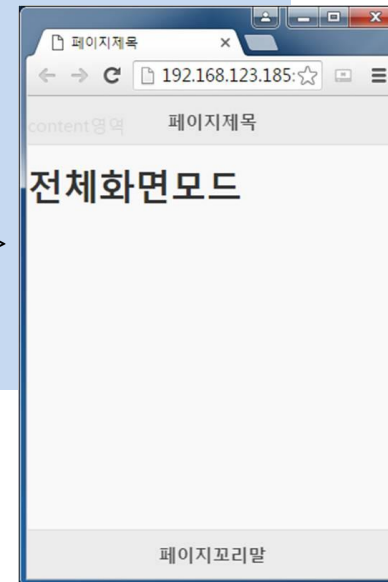 페이지제목
192.168.123.185:
content영역
페이지제목
전체화면모드
페이지꼬리말
>